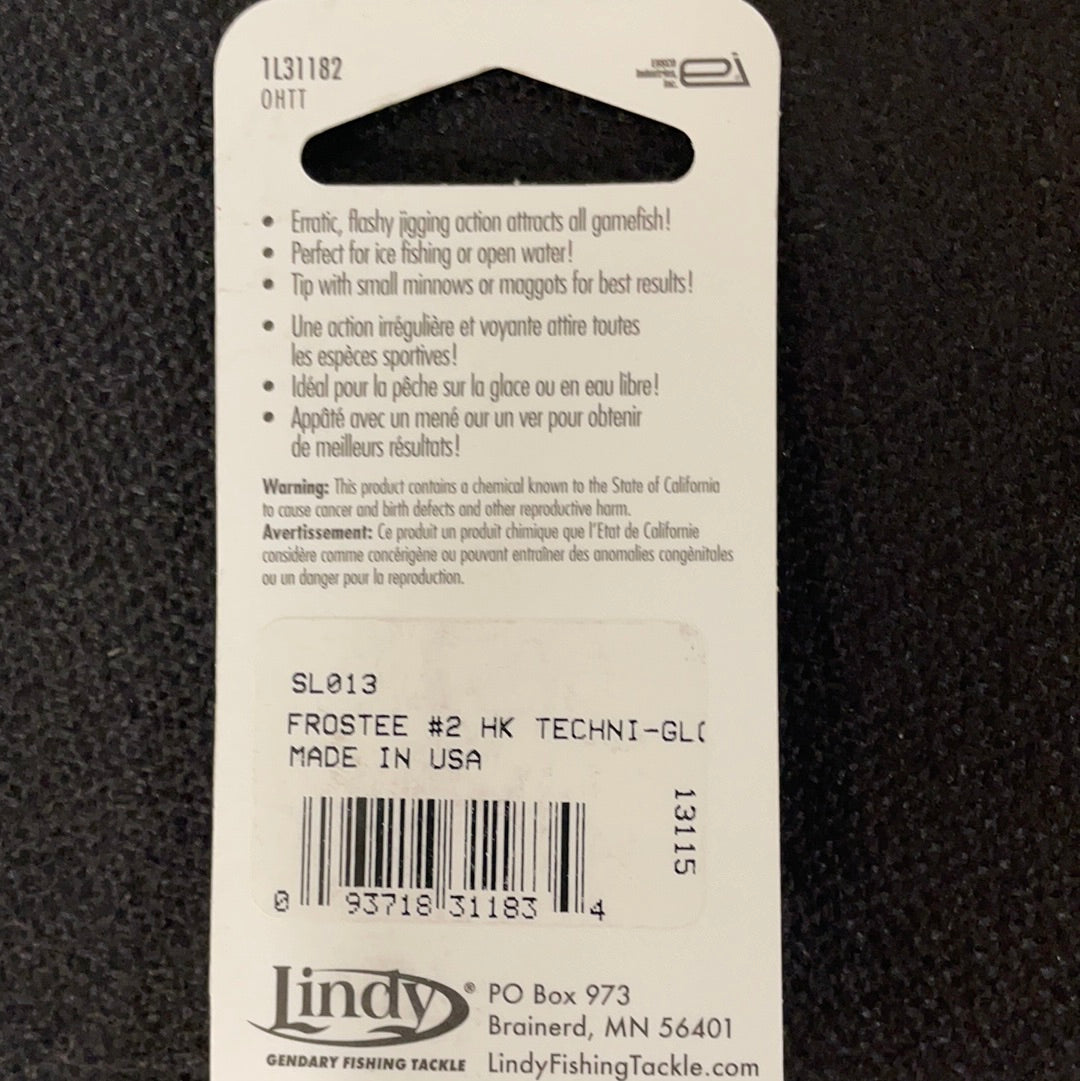 1L31182
OHTT
EBSCO
Industries,
Inc.
ei
• Erratic, flashy jigging action attracts all gamefish!
• Perfect for ice fishing or open water!
• Tip with small minnows or maggots for best results!
• Une action irrégulière et voyante attire toutes
les espèces sportives!
• Idéal pour la pêche sur la glace ou en eau libre!
• Appâté avec un mené our un ver pour obtenir
de meilleurs résultats!
Warning: This product contains a chemical known to the State of California
to cause cancer and birth defects and other reproductive harm.
Avertissement: Ce produit un produit chimique que l'Etat de Californie
considère comme concérigène ou pouvant entraîner des anomalies congènitales
ou un danger pour la reproduction.
SL013
FROSTEE #2 HK TECHNI-GL
MADE IN USA
13115
0 93718 31183 4
Lindy®
GENDARY FISHING TACKLE
PO Box 973
Brainerd, MN 56401
LindyFishingTackle.com